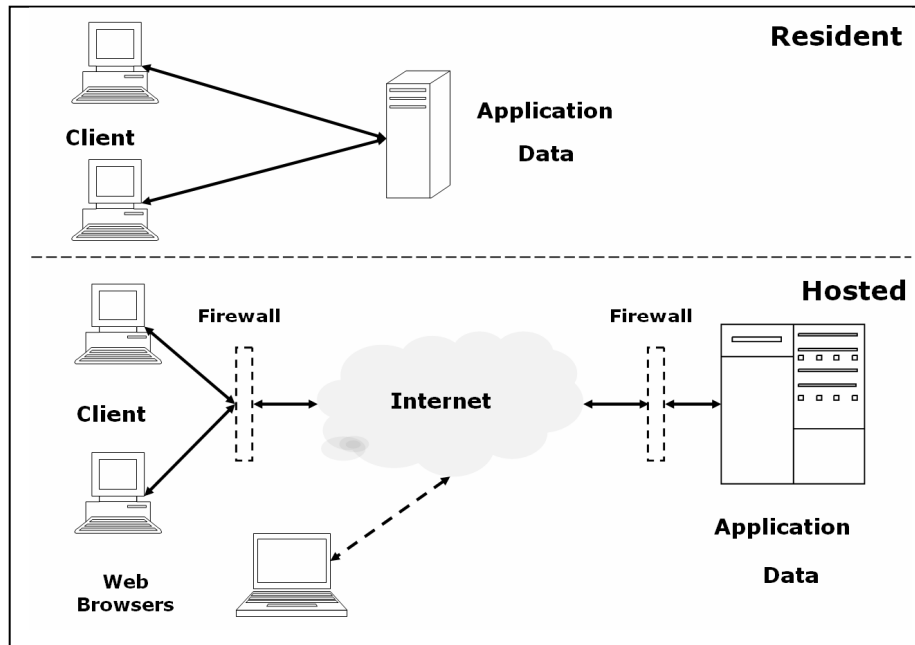 Resident
Application
Client
Data
Hosted
Firewall
Firewall
Internet
Client
Application
Data
Web
Browsers